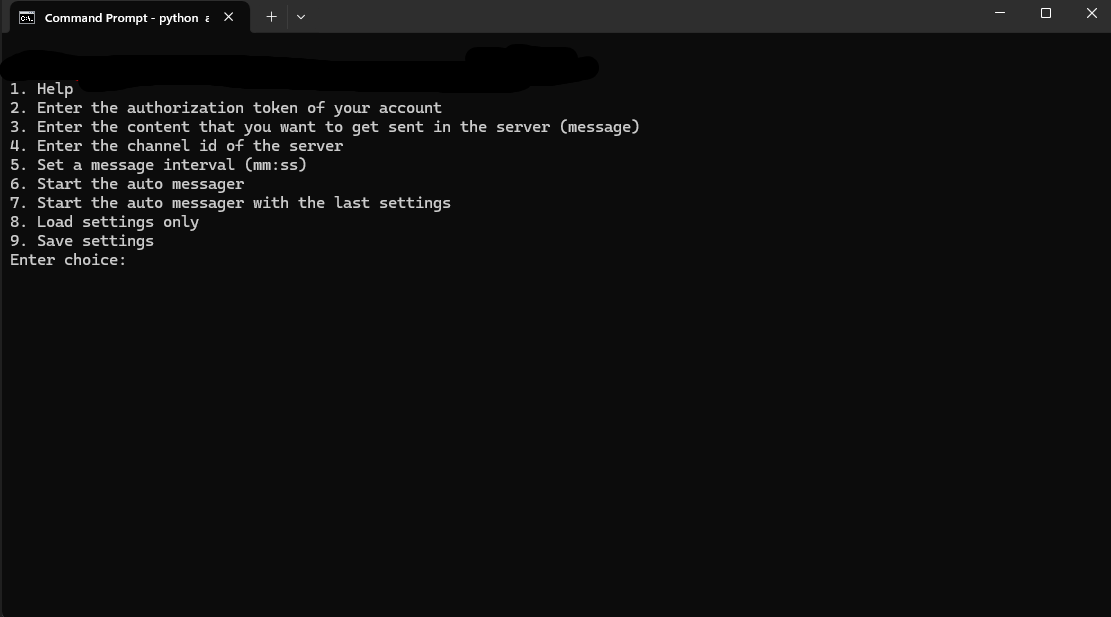 Command Prompt - python a
1. Help
2. Enter the authorization token of your account
3. Enter the content that you want to get sent in the server (message)
4. Enter the channel id of the server
5. Set a message interval (mm:ss)
6. Start the auto messager
7. Start the auto messager with the last settings
8. Load settings only
9. Save settings
Enter choice: